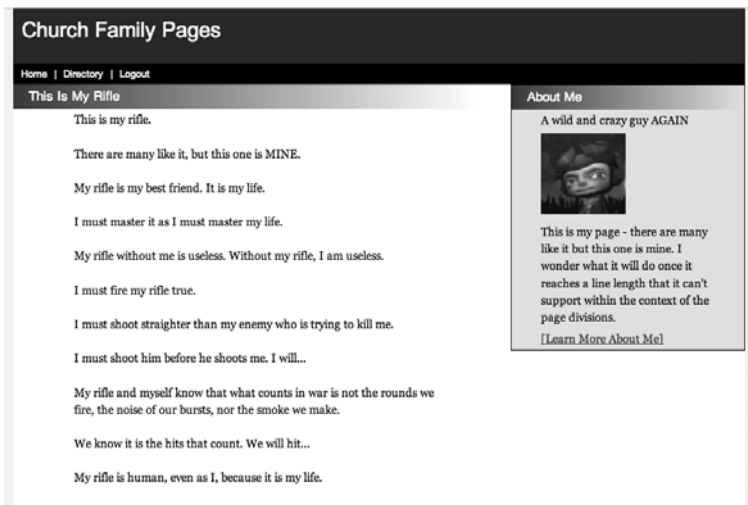 Church Family Pages
Home | Directory | Logout
This Is My Rifle
This is my rifle.
There are many like it, but this one is MINE.
My rifle is my best friend. It is my life.
I must master it as I must master my life.
My rifle without me is useless. Without my rifle, I am useless.
I must fire my rifle true.
I must shoot straighter than my enemy who is trying to kill me.
I must shoot him before he shoots me. I will...
My rifle and myself know that what counts in war is not the rounds we
fire, the noise of our bursts, nor the smoke we make.
We know it is the hits that count. We will hit...
My rifle is human, even as I, because it is my life.
About Me
A wild and crazy guy AGAIN
This is my page - there are many
like it but this one is mine. I
wonder what it will do once it
reaches a line length that it can't
support within the context of the
page divisions.
[Learn More About Me]